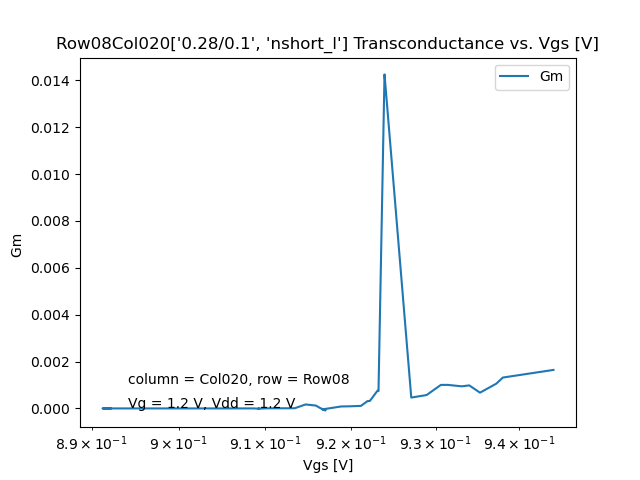 Row08Col020['0.28/0.1', 'nshort_l'] Transconductance vs. Vgs [V]
Gm
0.014
0.012
0.010
0.008
0.006
0.004
0.002
0.000
Gm
column = Col020, row = Row08
Vg = 1.2 V, Vdd = 1.2 V
8.9 × 10⁻¹ 9 × 10⁻¹ 9.1 × 10⁻¹ 9.2 × 10⁻¹ 9.3 × 10⁻¹ 9.4 × 10⁻¹
Vgs [V]